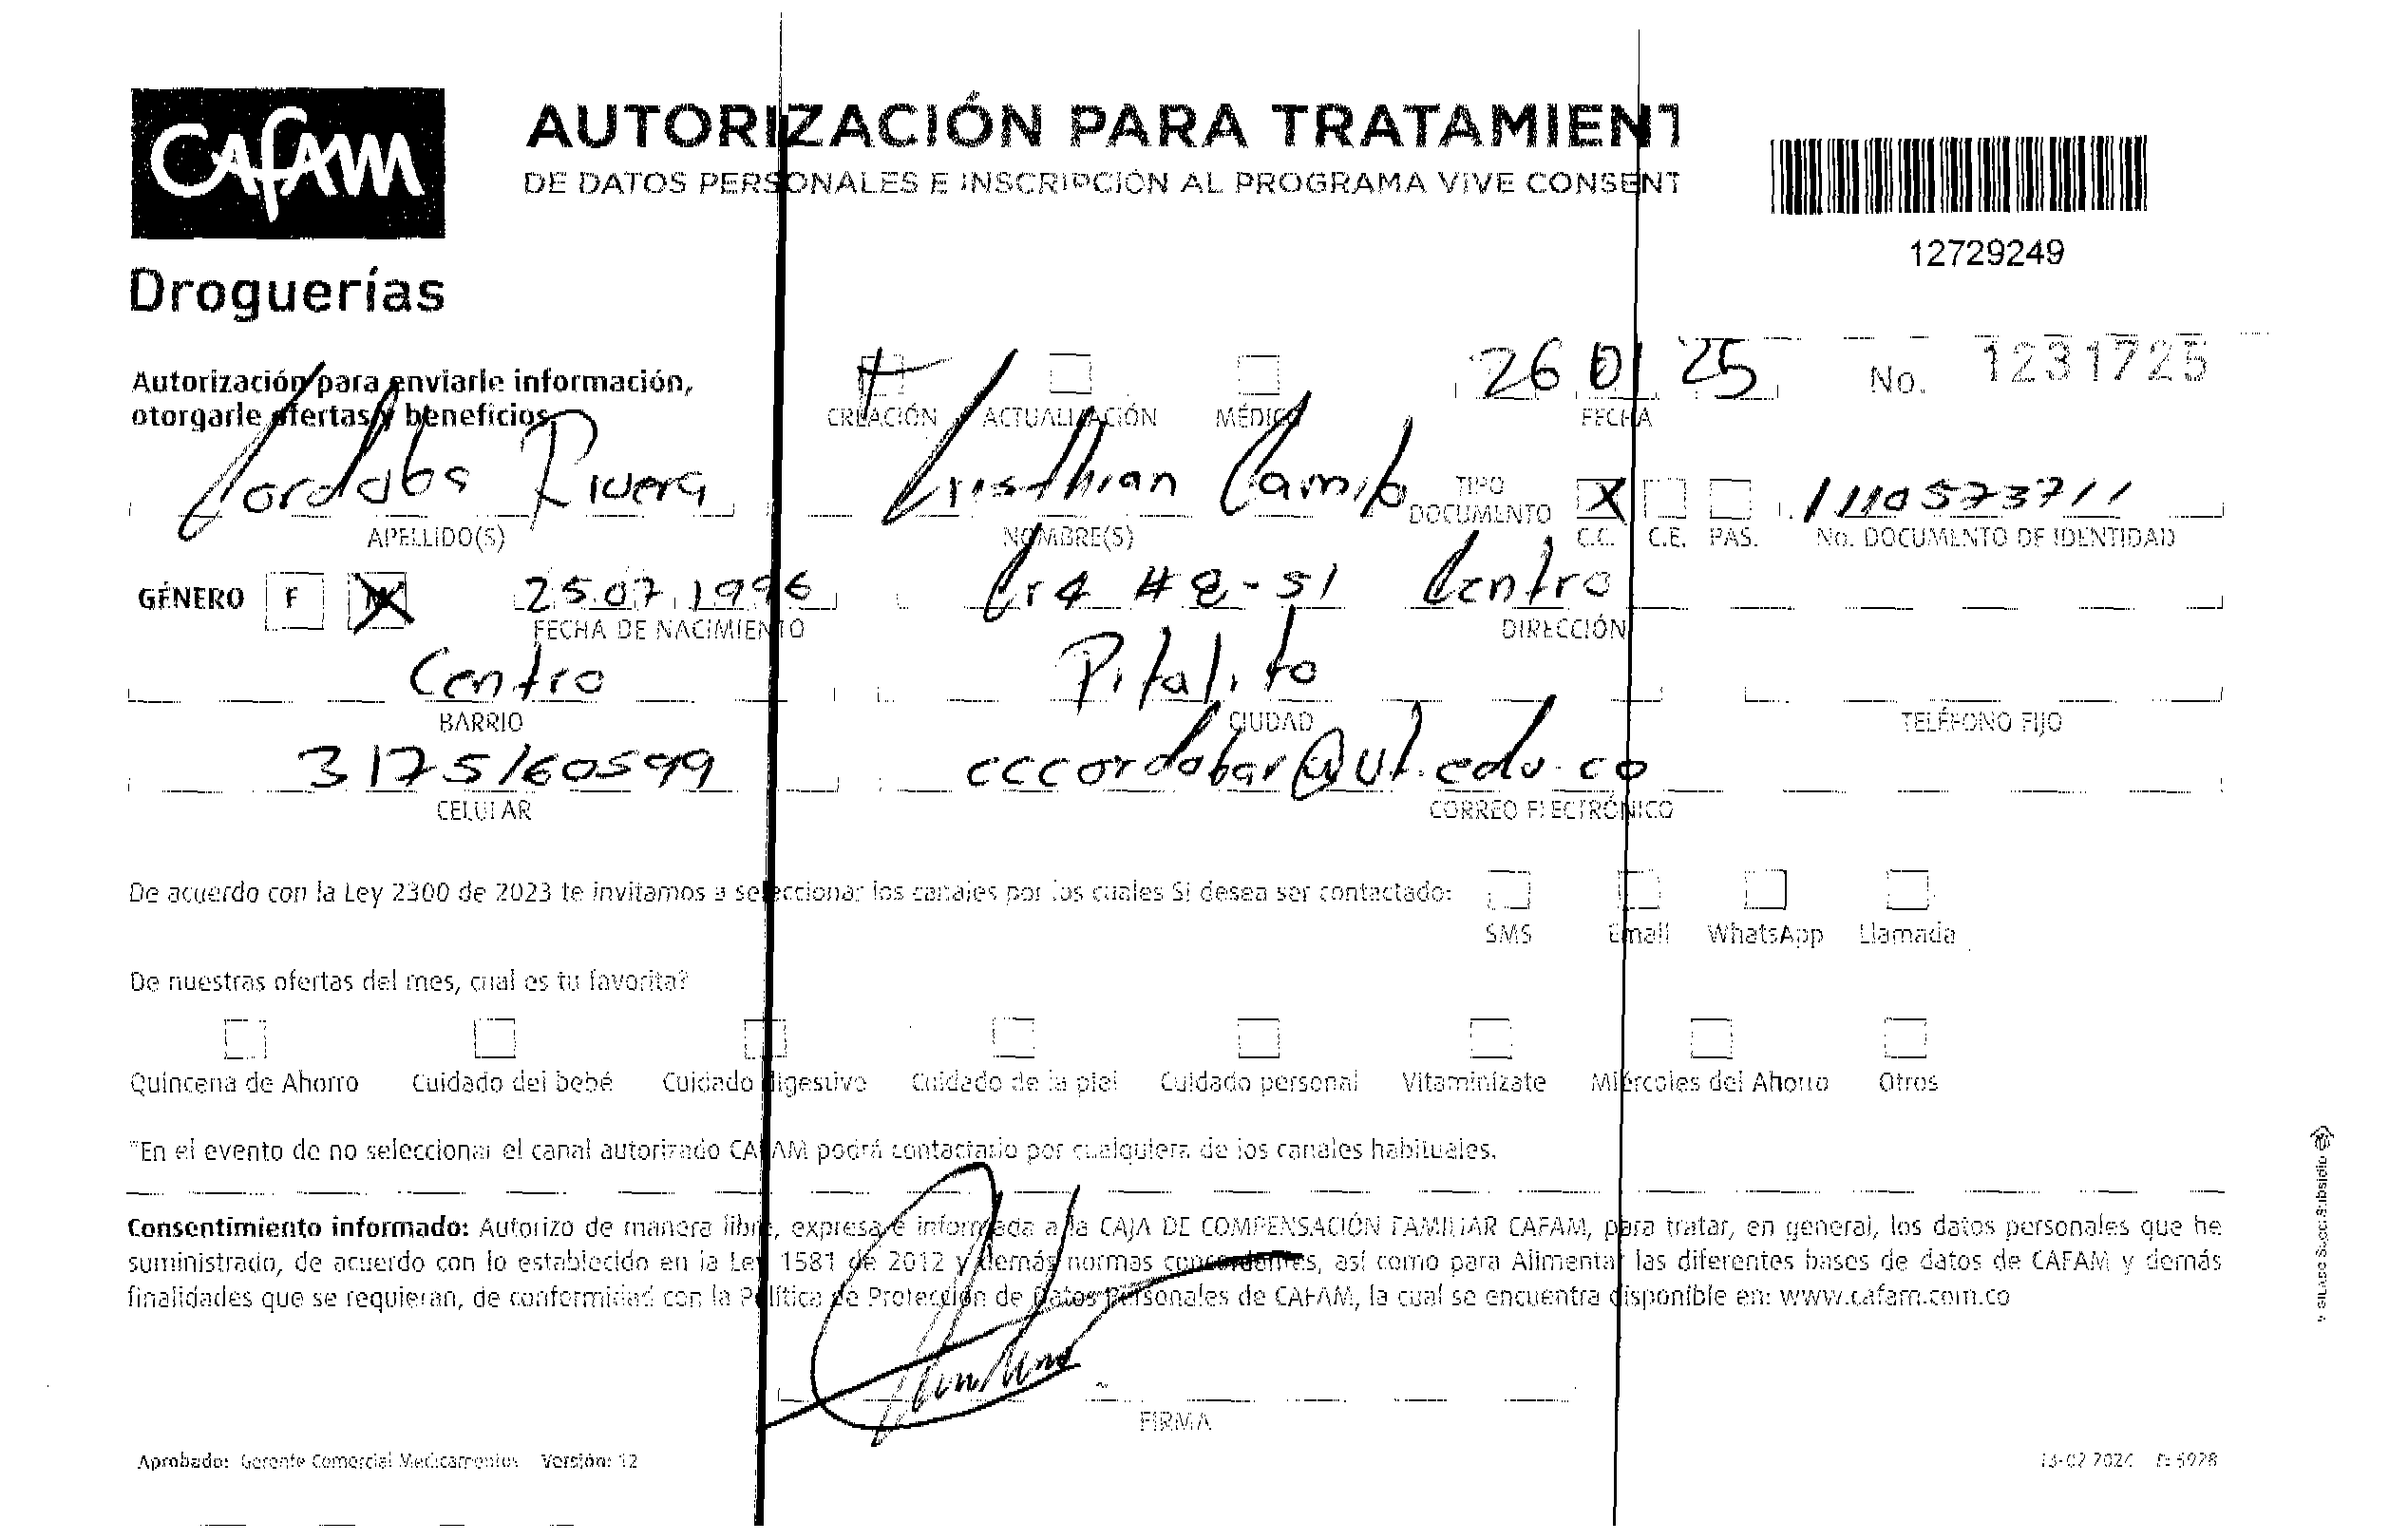 CAFAM
Droguerías
AUTORIZACIÓN PARA TRATAMIENT
DE DATOS PERSONALES E INSCRIPCIÓN AL PROGRAMA VIVE CONSENT
12729249
Autorización para enviarle información,
otorgarle ofertas y beneficios
CREACIÓN ACTUALIZACIÓN MÉDICO
26 01 25
FECHA
No. 1231725
Cordoba Rivera Cristhian Camilo TIPO DOCUMENTO X 1110573711
APELLIDO(S) NOMBRE(S) C.C. C.E. PAS. No. DOCUMENTO DE IDENTIDAD
GÉNERO F M 25.07.1996 Cr 4 # 8-51 Centro
FECHA DE NACIMIENTO DIRECCIÓN
Centro Pitalito
BARRIO CIUDAD TELÉFONO FIJO
3175160599 cccordobar@ut.edu.co
CELULAR CORREO ELECTRÓNICO
De acuerdo con la Ley 2300 de 2023 te invitamos a seleccionar los canales por los cuales Si desea ser contactado:
SMS Email WhatsApp Llamada
De nuestras ofertas del mes, cual es tu favorita?
Quincena de Ahorro Cuidado del bebé Cuidado digestivo Cuidado de la piel Cuidado personal Vitaminízate Miércoles del Ahorro Otros
*En el evento de no seleccionar el canal autorizado CAFAM podrá contactarlo por cualquiera de los canales habituales.
Consentimiento informado: Autorizo de manera libre, expresa e informada a la CAJA DE COMPENSACIÓN FAMILIAR CAFAM, para tratar, en general, los datos personales que he
suministrado, de acuerdo con lo establecido en la Ley 1581 de 2012 y demás normas concordantes, así como para Alimentar las diferentes bases de datos de CAFAM y demás
finalidades que se requieran, de conformidad con la Política de Protección de Datos Personales de CAFAM, la cual se encuentra disponible en: www.cafam.com.co
FIRMA
Aprobado: Gerente Comercial Medicamentos Versión: 12